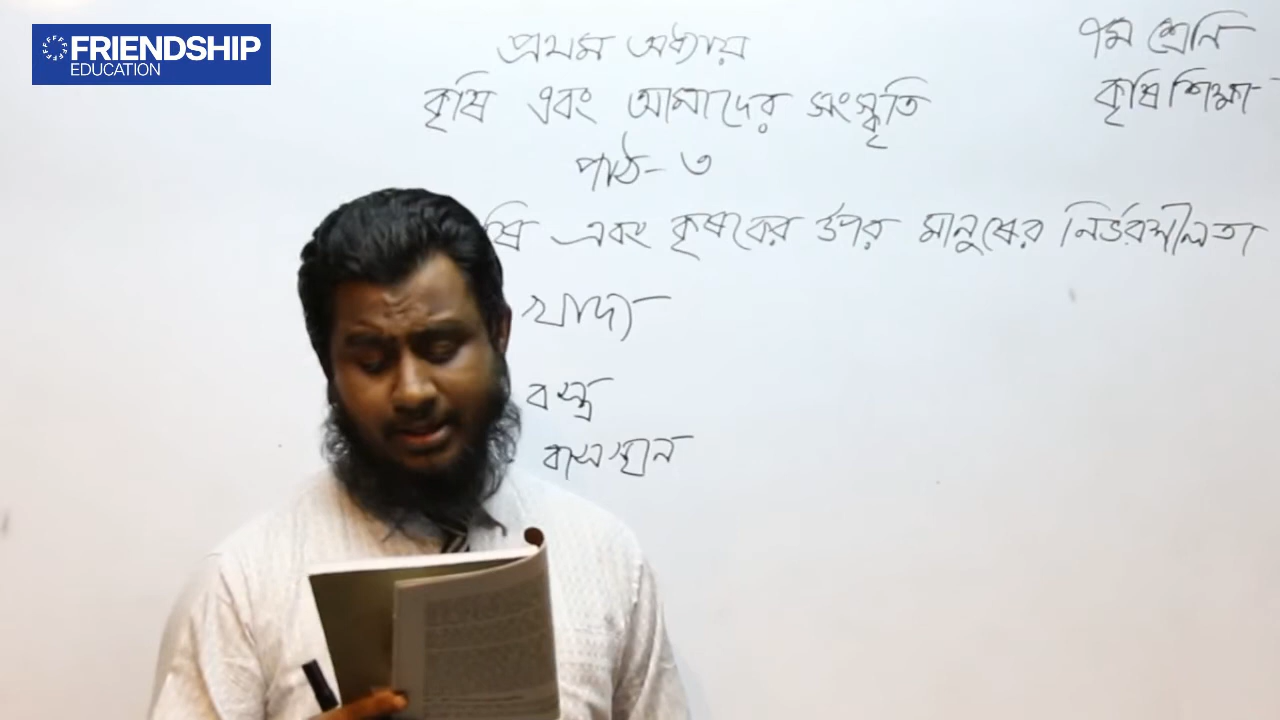 FRIENDSHIP
EDUCATION
৭ম শ্রেনি
কৃষি শিক্ষা
প্রথম অধ্যায়
কৃষি এবং আমাদের সংস্কৃতি
পাঠ- ৩
ষি এবং কৃষকের উপর মানুষের নির্ভরশীলতা
খাদ্য
বস্ত্র
বাসস্থান